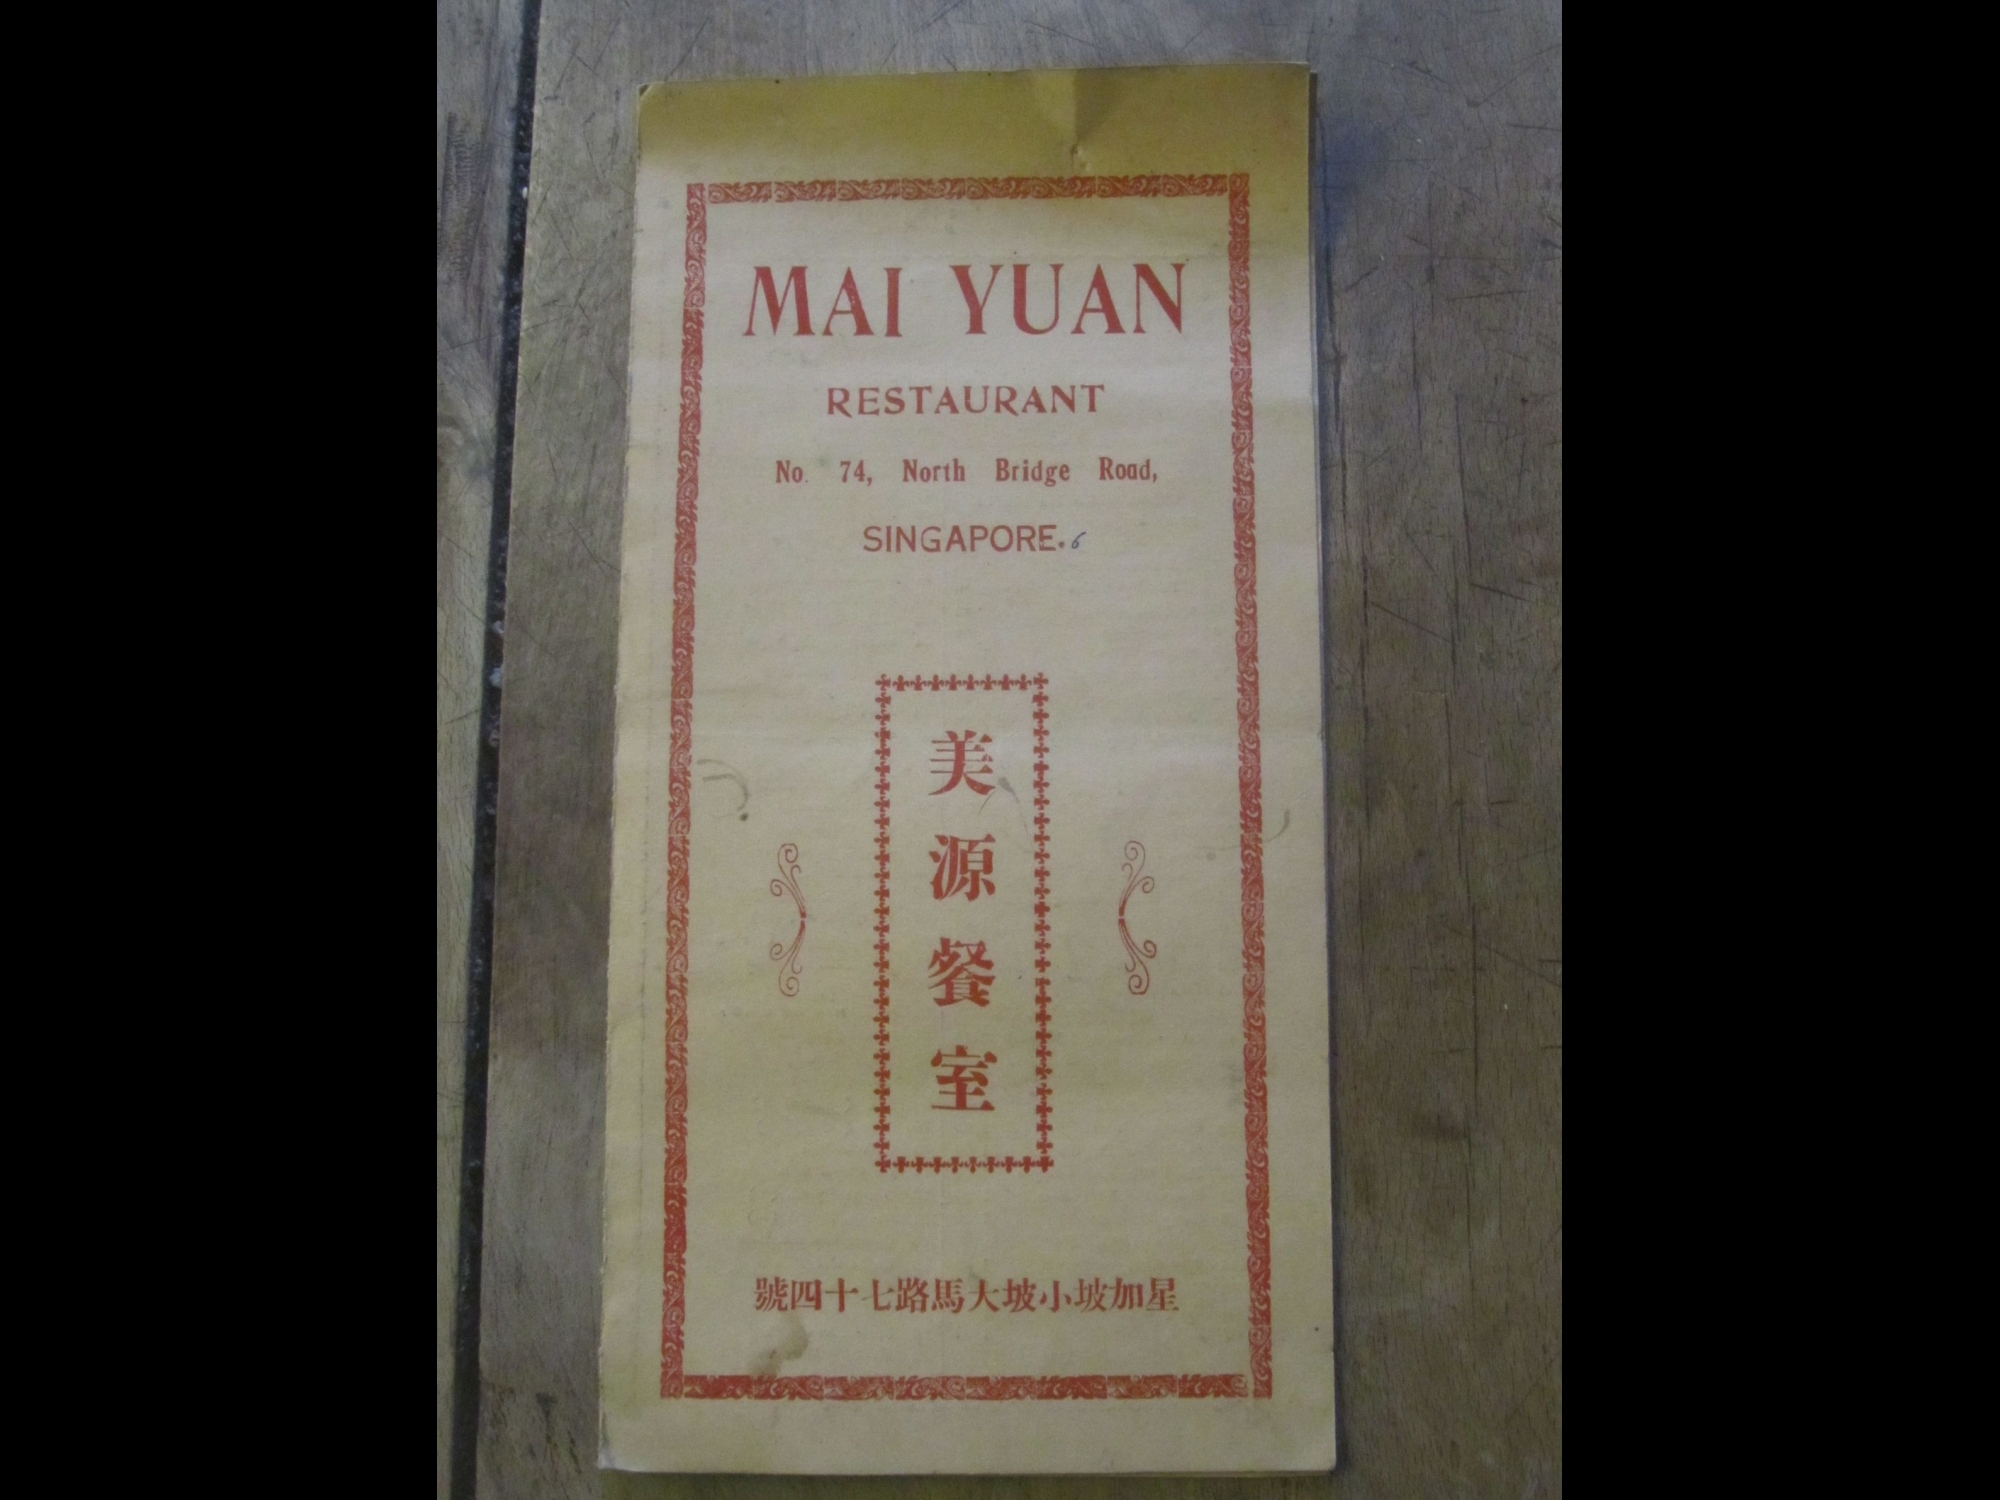 MAI YUAN
RESTAURANT
No. 74, North Bridge Road,
SINGAPORE. 6
美源餐室
號四十七路馬大坡小坡加星